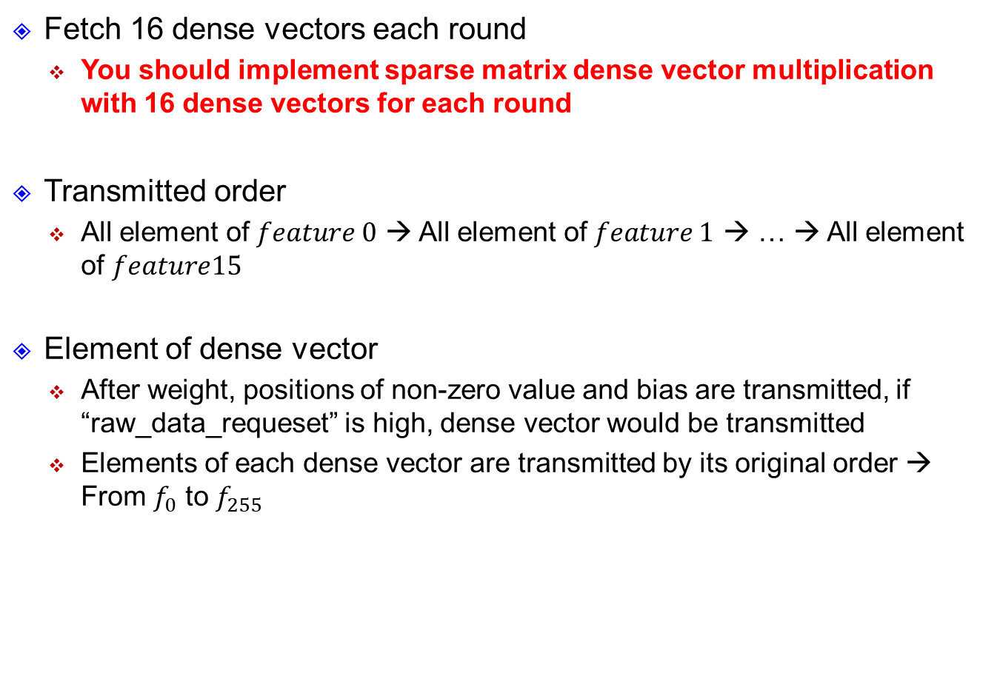 Fetch 16 dense vectors each round
You should implement sparse matrix dense vector multiplication
with 16 dense vectors for each round
Transmitted order
All element of feature 0 → All element of feature 1 → … → All element
of feature15
Element of dense vector
After weight, positions of non-zero value and bias are transmitted, if
“raw_data_requeset” is high, dense vector would be transmitted
Elements of each dense vector are transmitted by its original order →
From f₀ to f₂₅₅